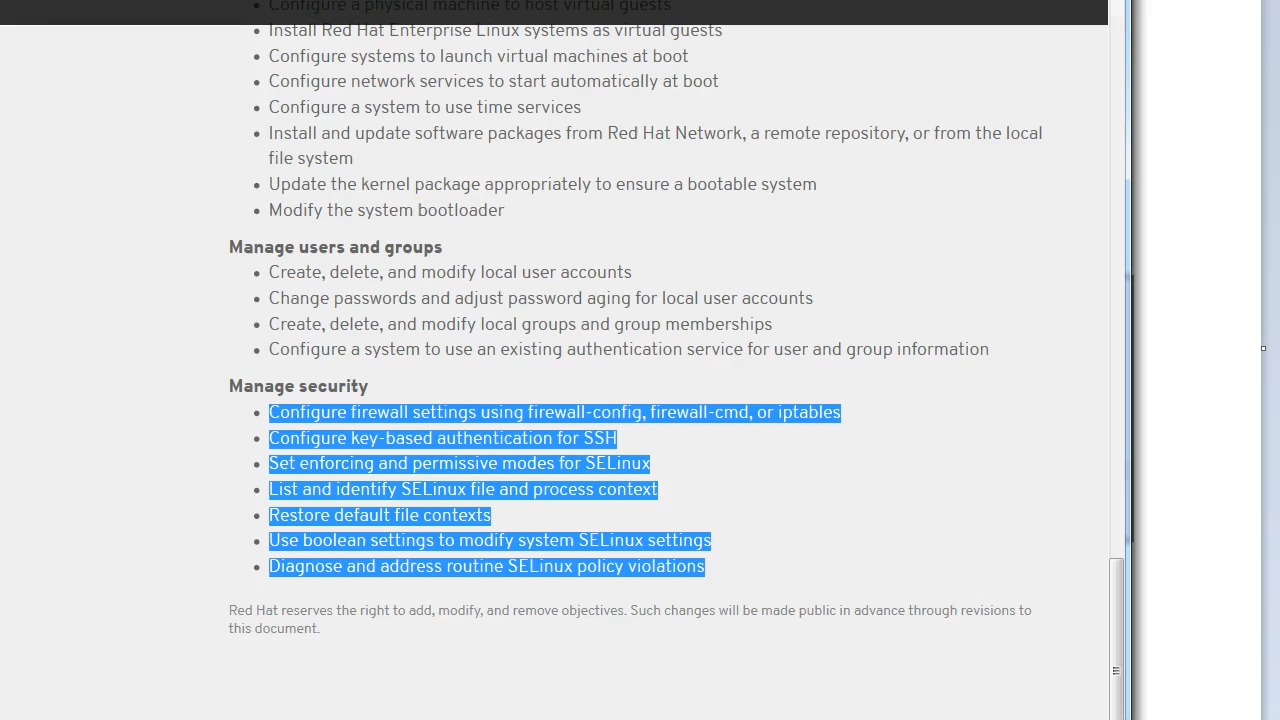 Configure a physical machine to host virtual guests
Install Red Hat Enterprise Linux systems as virtual guests
Configure systems to launch virtual machines at boot
Configure network services to start automatically at boot
Configure a system to use time services
Install and update software packages from Red Hat Network, a remote repository, or from the local
file system
Update the kernel package appropriately to ensure a bootable system
Modify the system bootloader
Manage users and groups
Create, delete, and modify local user accounts
Change passwords and adjust password aging for local user accounts
Create, delete, and modify local groups and group memberships
Configure a system to use an existing authentication service for user and group information
Manage security
Configure firewall settings using firewall-config, firewall-cmd, or iptables
Configure key-based authentication for SSH
Set enforcing and permissive modes for SELinux
List and identify SELinux file and process context
Restore default file contexts
Use boolean settings to modify system SELinux settings
Diagnose and address routine SELinux policy violations
Red Hat reserves the right to add, modify, and remove objectives. Such changes will be made public in advance through revisions to
this document.